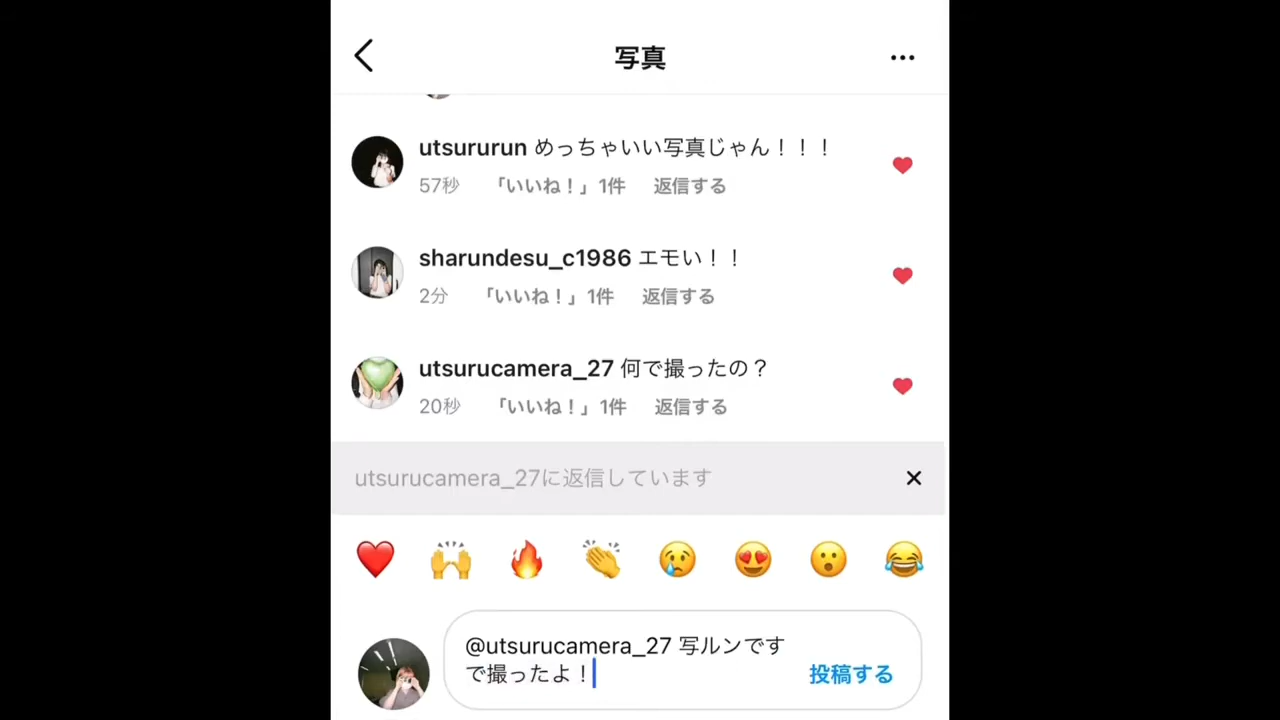 写真
utsururun めっちゃいい写真じゃん！！！
57秒 「いいね！」1件 返信する
sharundesu_c1986 エモい！！
2分 「いいね！」1件 返信する
utsurucamera_27 何で撮ったの？
20秒 「いいね！」1件 返信する
utsurucamera_27に返信しています
@utsurucamera_27 写ルンです
で撮ったよ！
投稿する